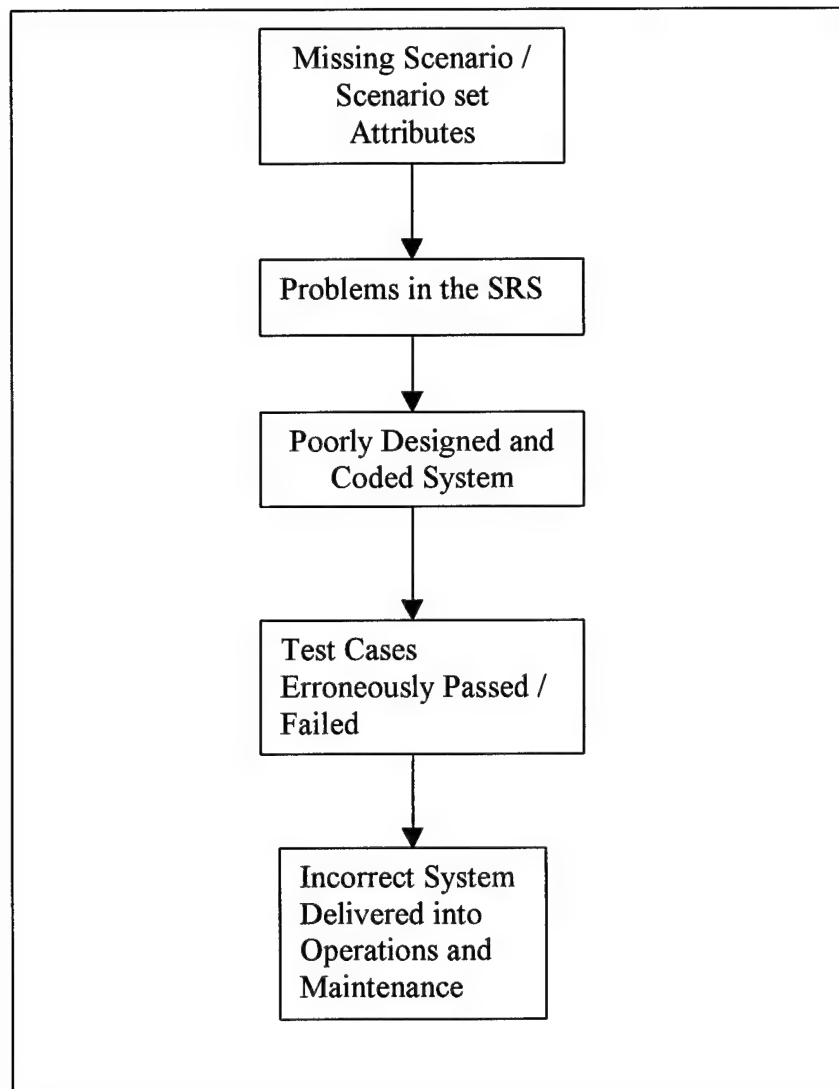 Missing Scenario /
Scenario set
Attributes
Problems in the SRS
Poorly Designed and
Coded System
Test Cases
Erroneously Passed /
Failed
Incorrect System
Delivered into
Operations and
Maintenance